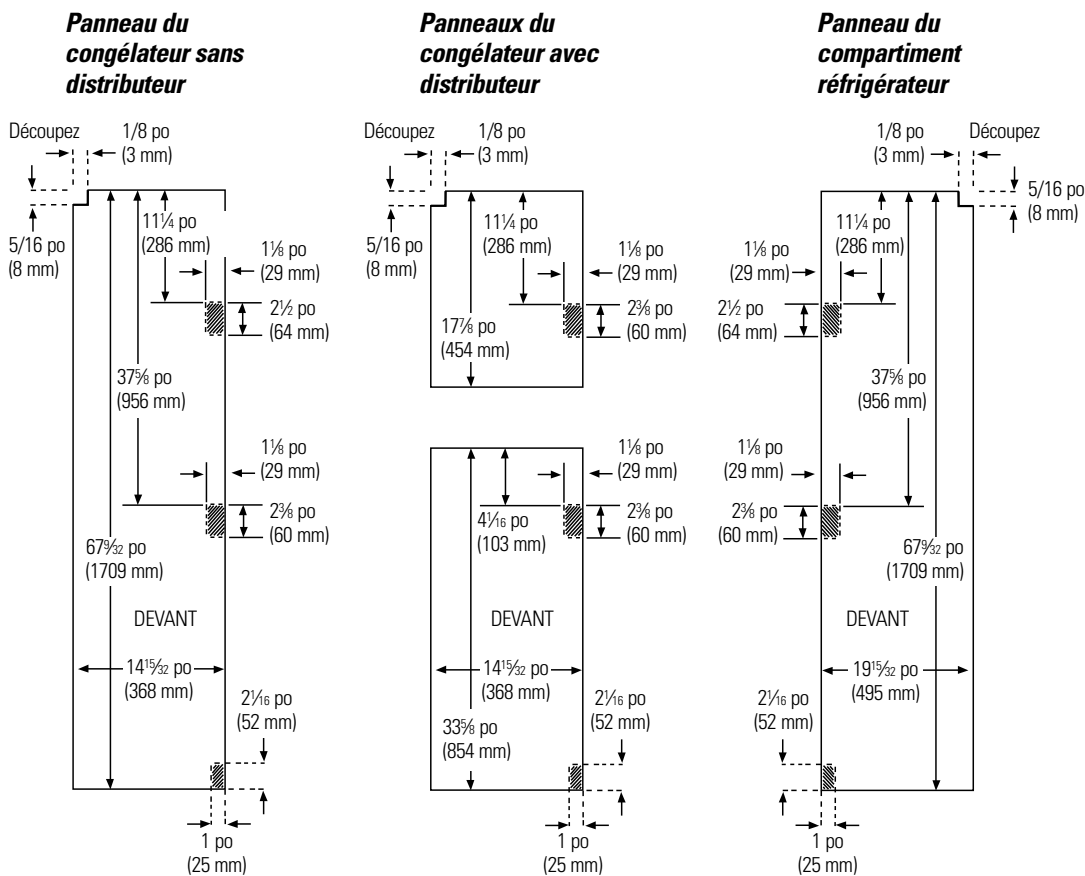 Panneau du
congélateur sans
distributeur
Découpez
1/8 po
(3 mm)
5/16 po
(8 mm)
11¼ po
(286 mm)
1⅛ po
(29 mm)
2½ po
(64 mm)
37⅝ po
(956 mm)
1⅛ po
(29 mm)
2⅜ po
(60 mm)
679⁄32 po
(1709 mm)
DEVANT
1415⁄32 po
(368 mm)
21⁄16 po
(52 mm)
1 po
(25 mm)
Panneaux du
congélateur avec
distributeur
Découpez
1/8 po
(3 mm)
5/16 po
(8 mm)
11¼ po
(286 mm)
1⅛ po
(29 mm)
2⅜ po
(60 mm)
17⅞ po
(454 mm)
1⅛ po
(29 mm)
41⁄16 po
(103 mm)
2⅜ po
(60 mm)
DEVANT
1415⁄32 po
(368 mm)
33⅝ po
(854 mm)
21⁄16 po
(52 mm)
1 po
(25 mm)
Panneau du
compartiment
réfrigérateur
1/8 po
(3 mm)
Découpez
5/16 po
(8 mm)
11¼ po
(286 mm)
1⅛ po
(29 mm)
2½ po
(64 mm)
37⅝ po
(956 mm)
1⅛ po
(29 mm)
2⅜ po
(60 mm)
679⁄32 po
(1709 mm)
DEVANT
1915⁄32 po
(495 mm)
21⁄16 po
(52 mm)
1 po
(25 mm)